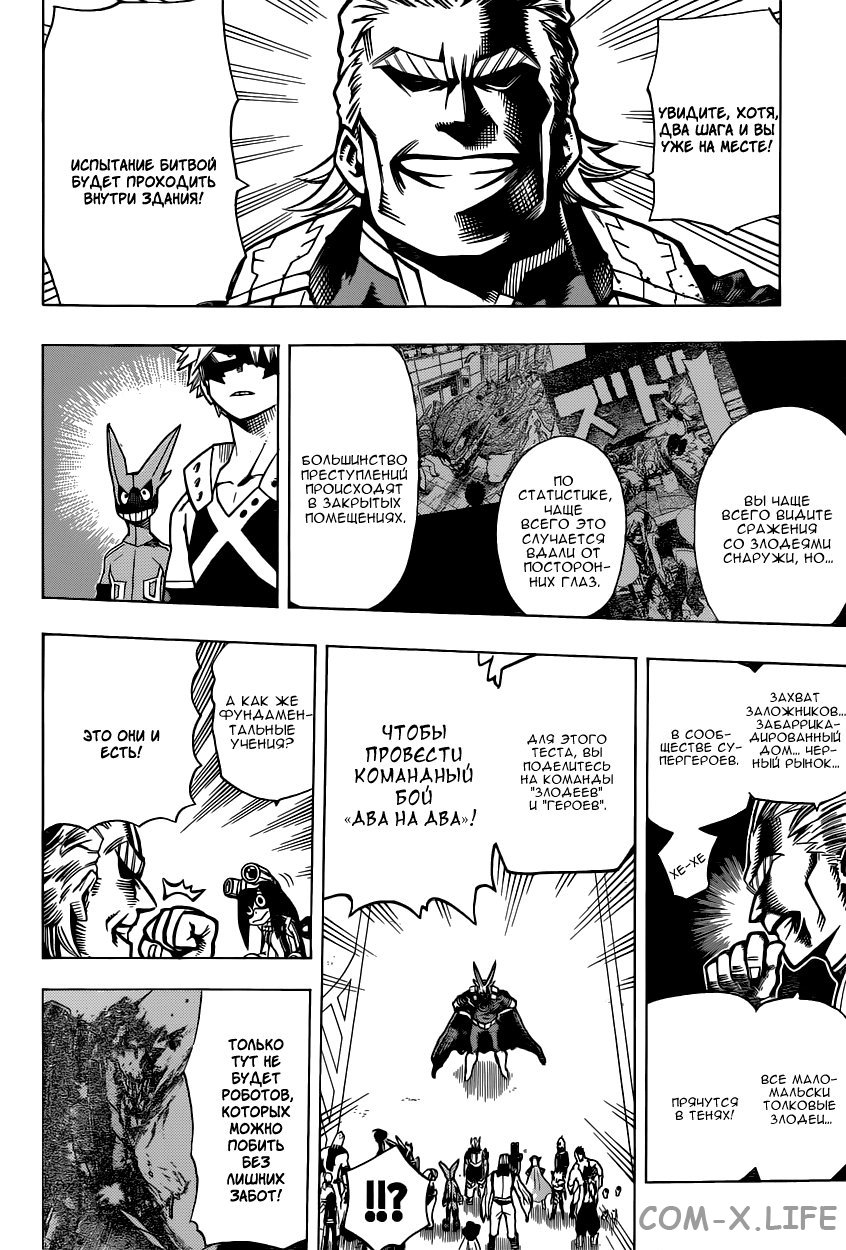 УВИДИТЕ, ХОТЯ,
ДВА ШАГА И ВЫ
УЖЕ НА МЕСТЕ!
ИСПЫТАНИЕ БИТВОЙ
БУДЕТ ПРОХОДИТЬ
ВНУТРИ ЗДАНИЯ!
ズドー
ВЫ ЧАЩЕ
ВСЕГО ВИДИТЕ
СРАЖЕНИЯ
СО ЗЛОДЕЯМИ
СНАРУЖИ, НО...
ПО
СТАТИСТИКЕ,
ЧАЩЕ
ВСЕГО ЭТО
СЛУЧАЕТСЯ
ВДАЛИ ОТ
ПОСТОРОН-
НИХ ГЛАЗ.
БОЛЬШИНСТВО
ПРЕСТУПЛЕНИЙ
ПРОИСХОДЯТ
В ЗАКРЫТЫХ
ПОМЕЩЕНИЯХ.
ЗАХВАТ
ЗАЛОЖНИКОВ...
ЗАБАРРИКА-
ДИРОВАННЫЙ
ДОМ... ЧЕР-
НЫЙ РЫНОК...
В СООБ-
ЩЕСТВЕ СУ-
ПЕРГЕРОЕВ.
ХЕ-ХЕ
ВСЕ МАЛО-
МАЛЬСКИ
ТОЛКОВЫЕ
ЗЛОДЕИ...
ПРЯЧУТСЯ
В ТЕНЯХ!
ДЛЯ ЭТОГО
ТЕСТА, ВЫ
ПОДЕЛИТЕСЬ
НА КОМАНДЫ
"ЗЛОДЕЕВ"
И "ГЕРОЕВ".
ЧТОБЫ
ПРОВЕСТИ
КОМАНДНЫЙ
БОЙ
«ДВА НА ДВА»!
!!?
А КАК ЖЕ
ФУНДАМЕН-
ТАЛЬНЫЕ
УЧЕНИЯ?
ЭТО ОНИ И
ЕСТЬ!
ТОЛЬКО
ТУТ НЕ
БУДЕТ
РОБОТОВ,
КОТОРЫХ
МОЖНО
ПОБИТЬ
БЕЗ
ЛИШНИХ
ЗАБОТ!
COM-X.LIFE